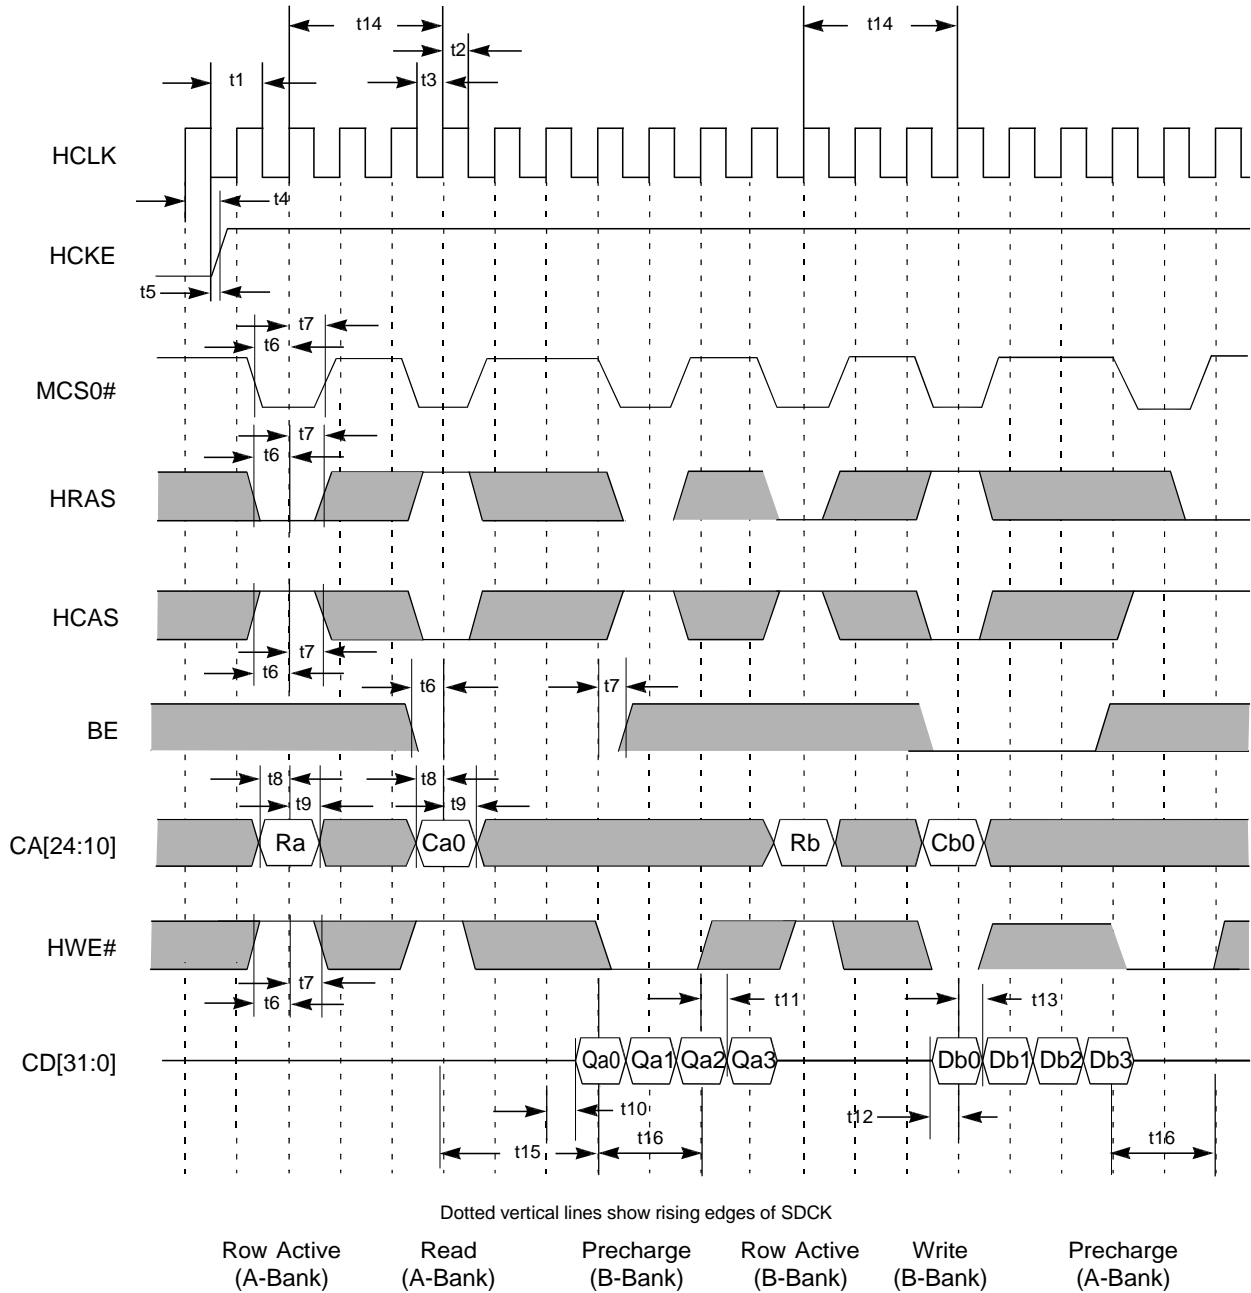 t14
t14
t2
t1
t3
HCLK
t4
HCKE
t5
t7
t6
MCS0#
t7
t6
HRAS
HCAS
t7
t6
t6
t7
BE
t8
t8
t9
t9
CA[24:10]
Ra
Ca0
Rb
Cb0
HWE#
t7
t6
t11
t13
CD[31:0]
Qa0
Qa1
Qa2
Qa3
Db0
Db1
Db2
Db3
t10
t12
t15
t16
t16
Dotted vertical lines show rising edges of SDCK
Row Active
(A-Bank)
Read
(A-Bank)
Precharge
(B-Bank)
Row Active
(B-Bank)
Write
(B-Bank)
Precharge
(A-Bank)